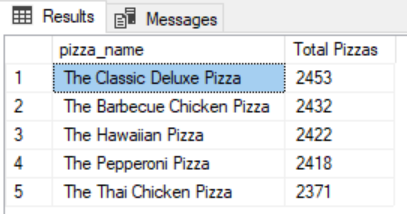 Results Messages
pizza_name Total Pizzas
1 The Classic Deluxe Pizza 2453
2 The Barbecue Chicken Pizza 2432
3 The Hawaiian Pizza 2422
4 The Pepperoni Pizza 2418
5 The Thai Chicken Pizza 2371